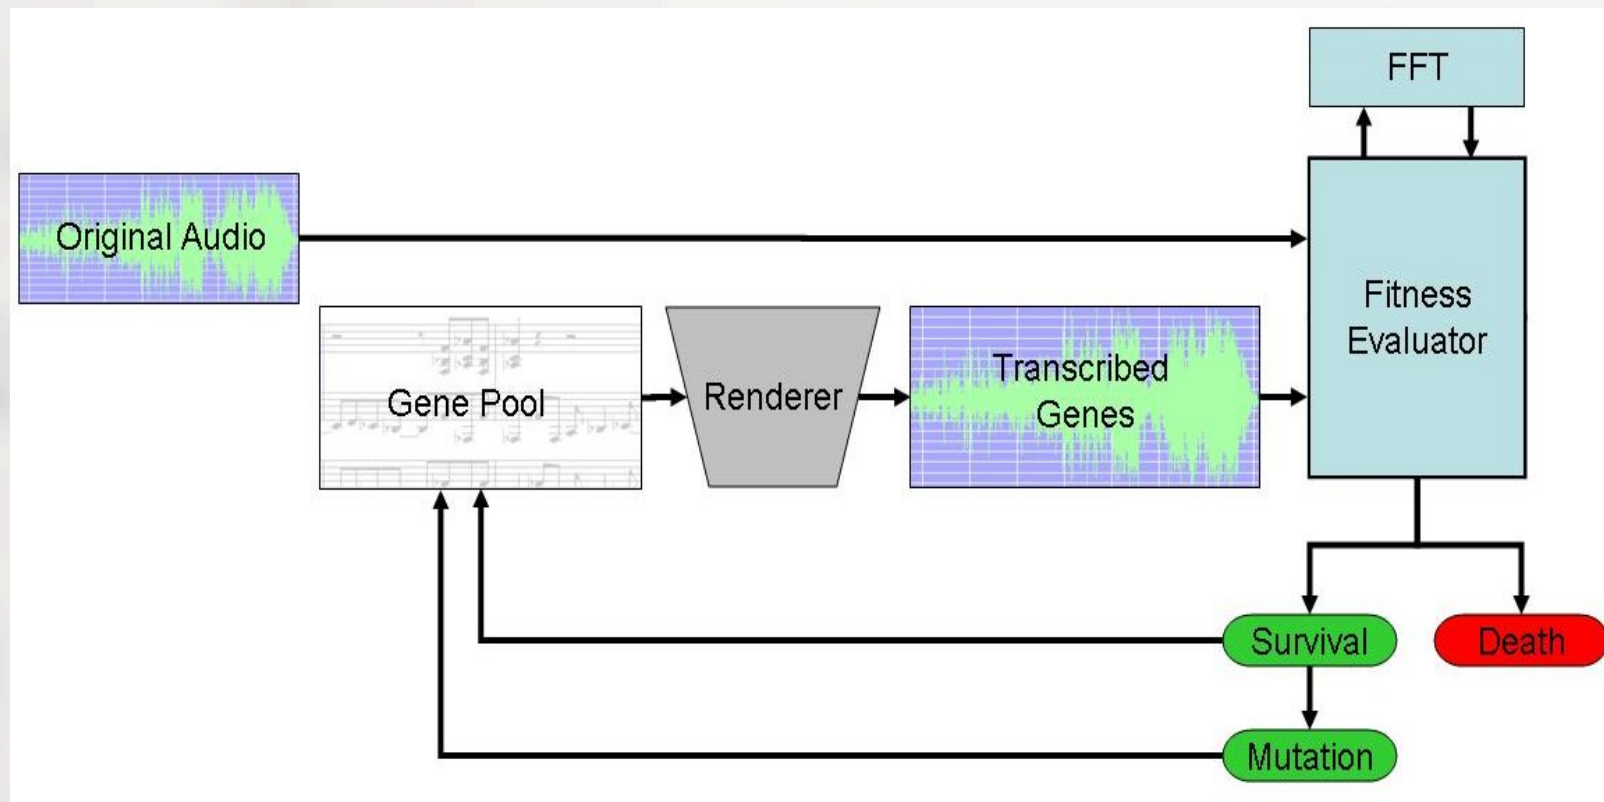 FFT
Original Audio
Fitness
Evaluator
Gene Pool
Renderer
Transcribed
Genes
Survival
Death
Mutation